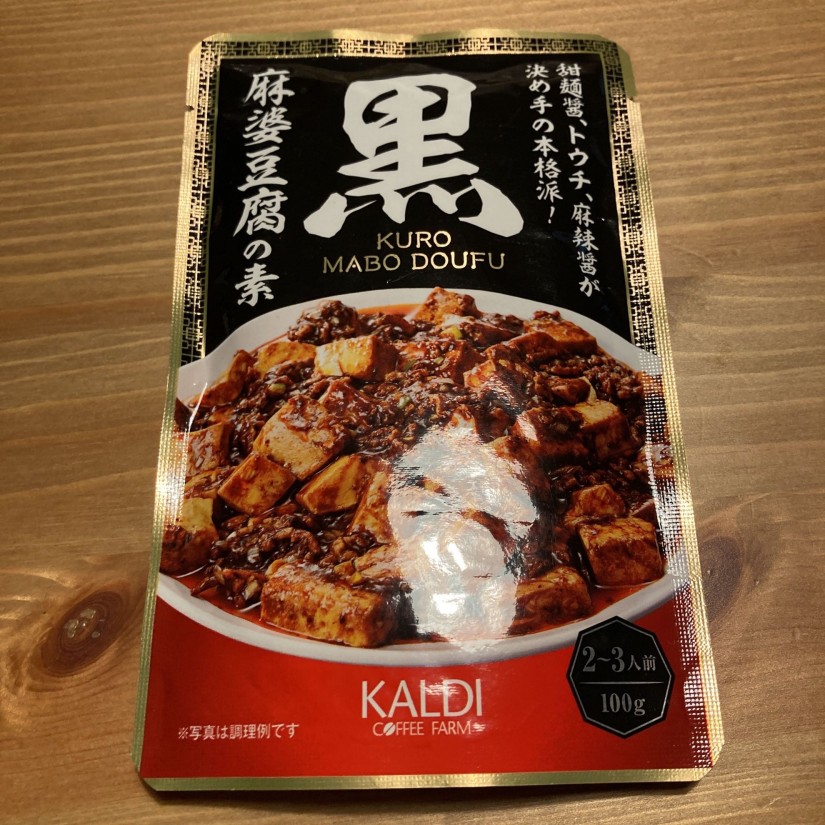 甜麺醤、トウチ、麻辣醤が
決め手の本格派！
黒
麻婆豆腐の素
KURO
MABO DOUFU
2～3人前
100g
KALDI
COFFEE FARM
※写真は調理例です